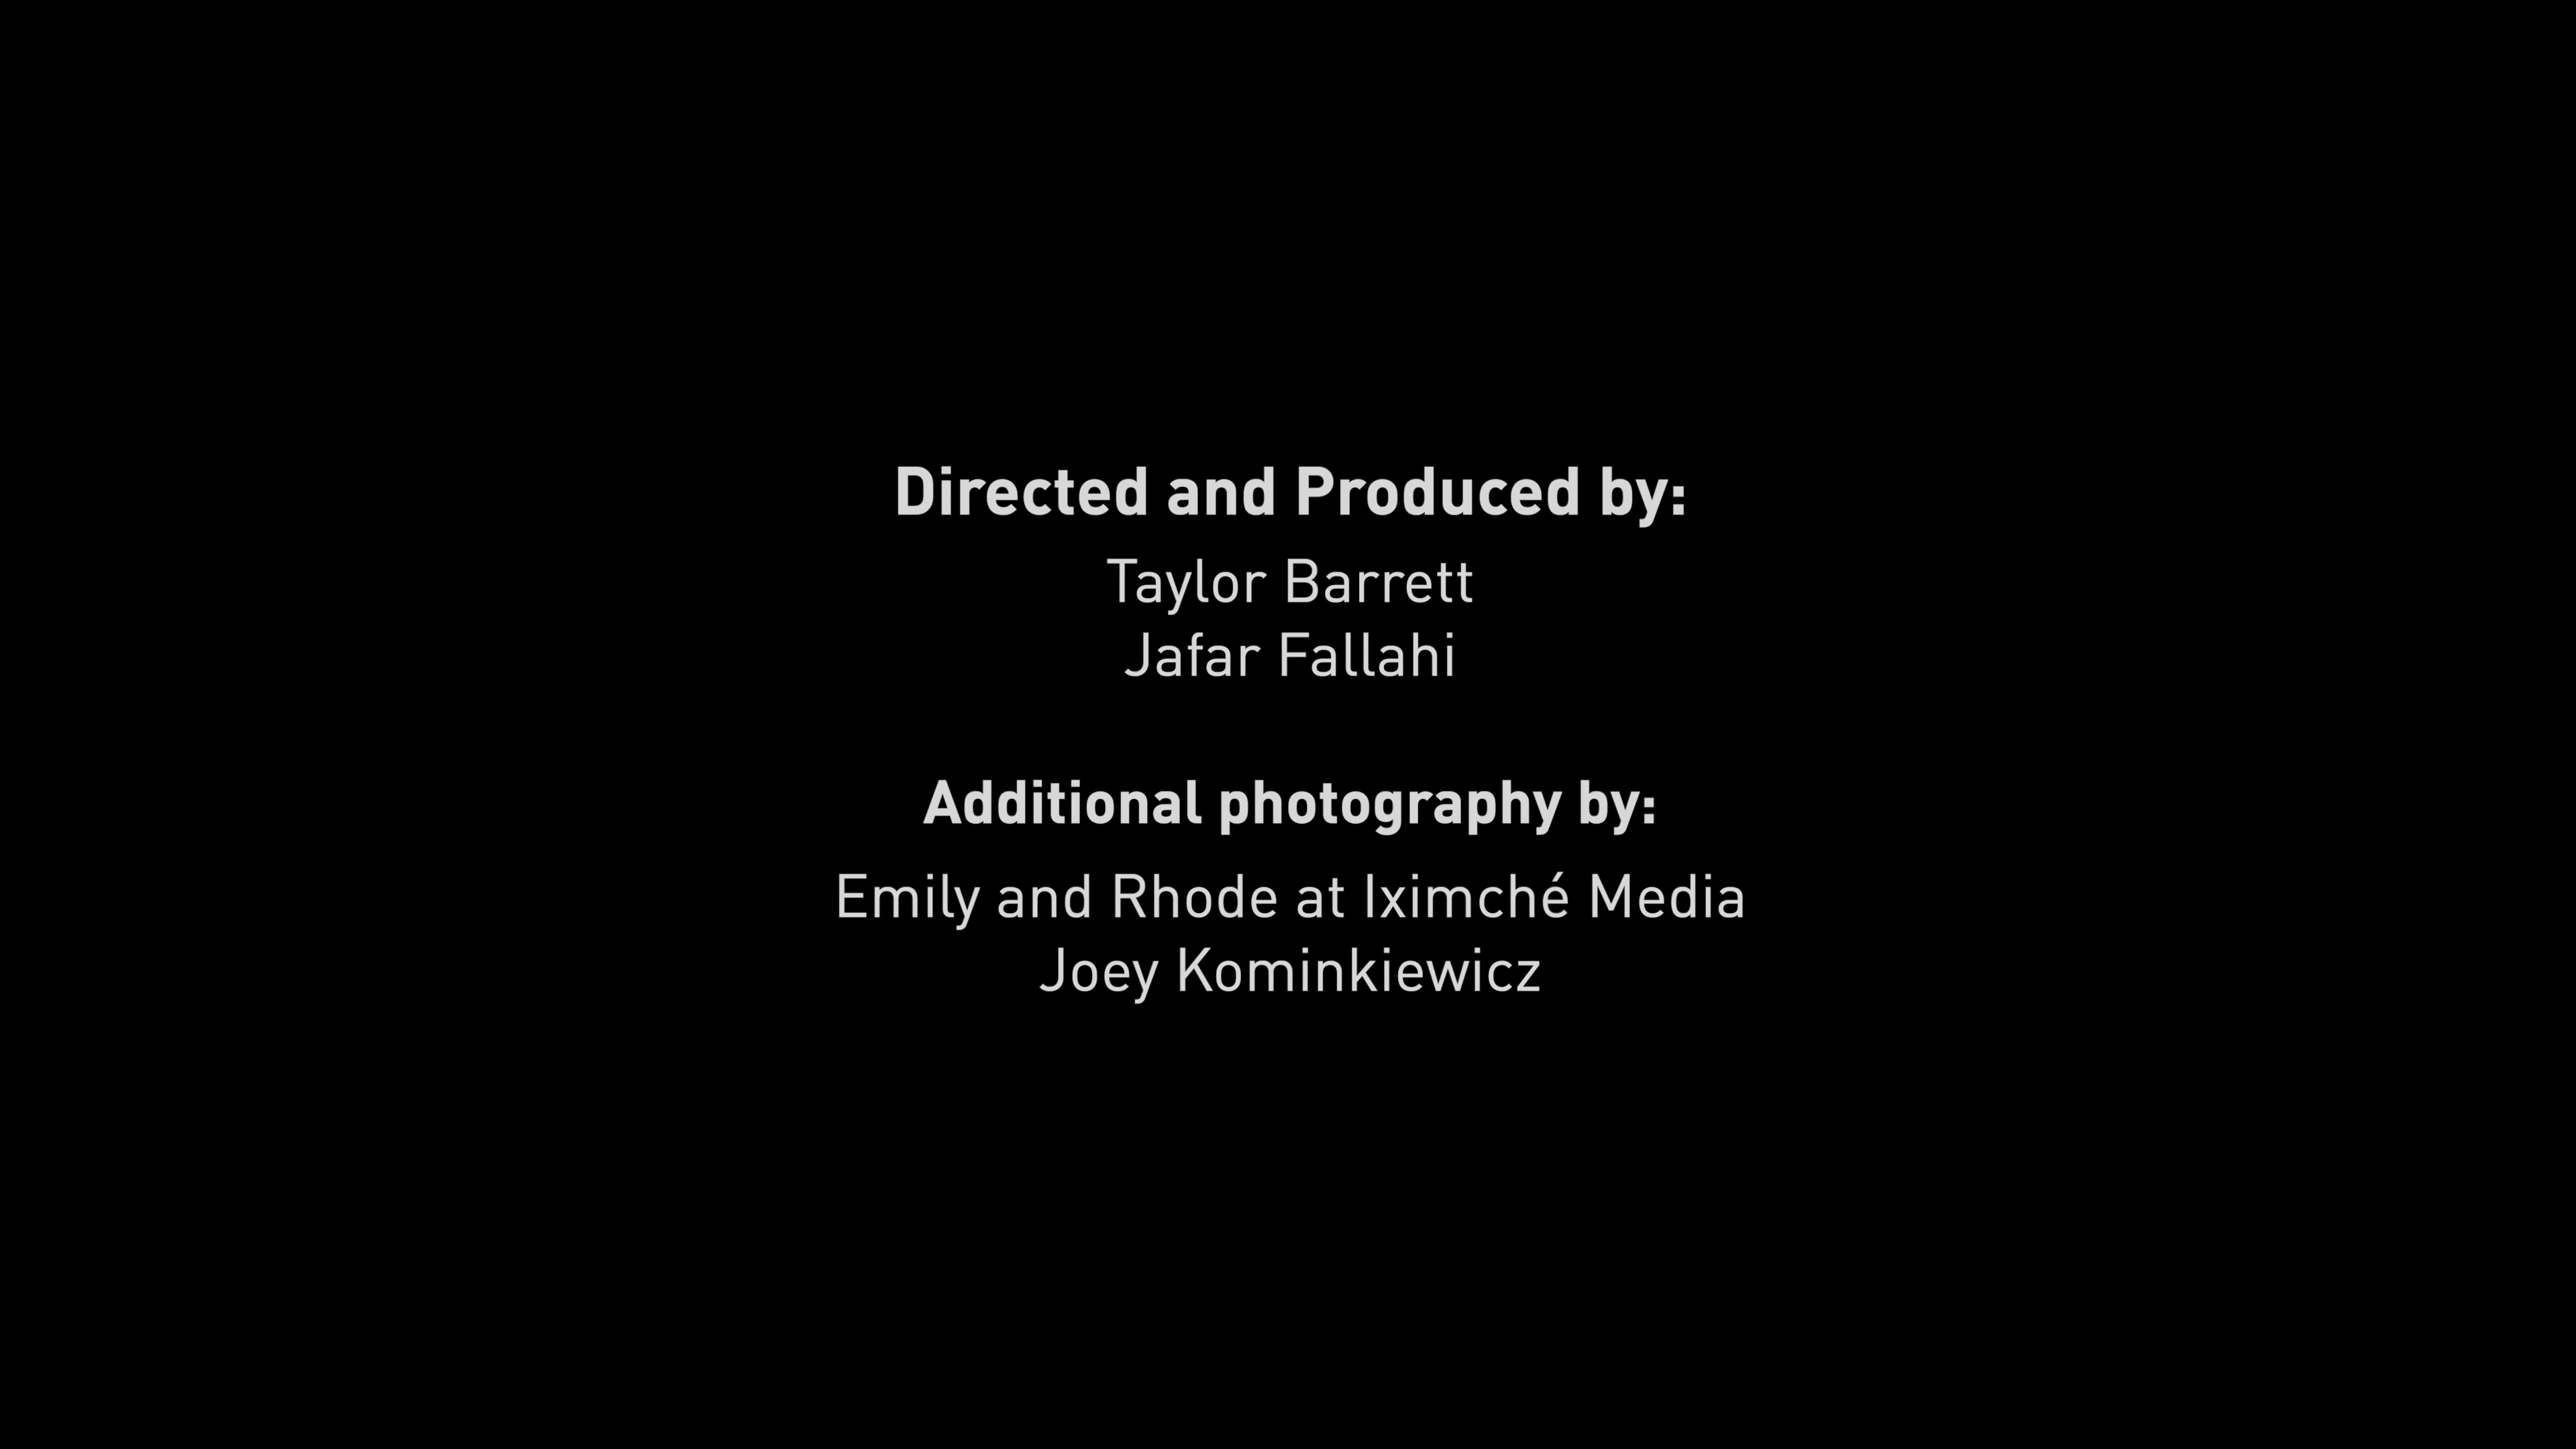 Directed and Produced by:
Taylor Barrett
Jafar Fallahi
Additional photography by:
Emily and Rhode at Iximché Media
Joey Kominkiewicz